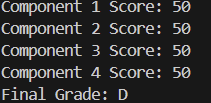 Component 1 Score: 50
Component 2 Score: 50
Component 3 Score: 50
Component 4 Score: 50
Final Grade: D